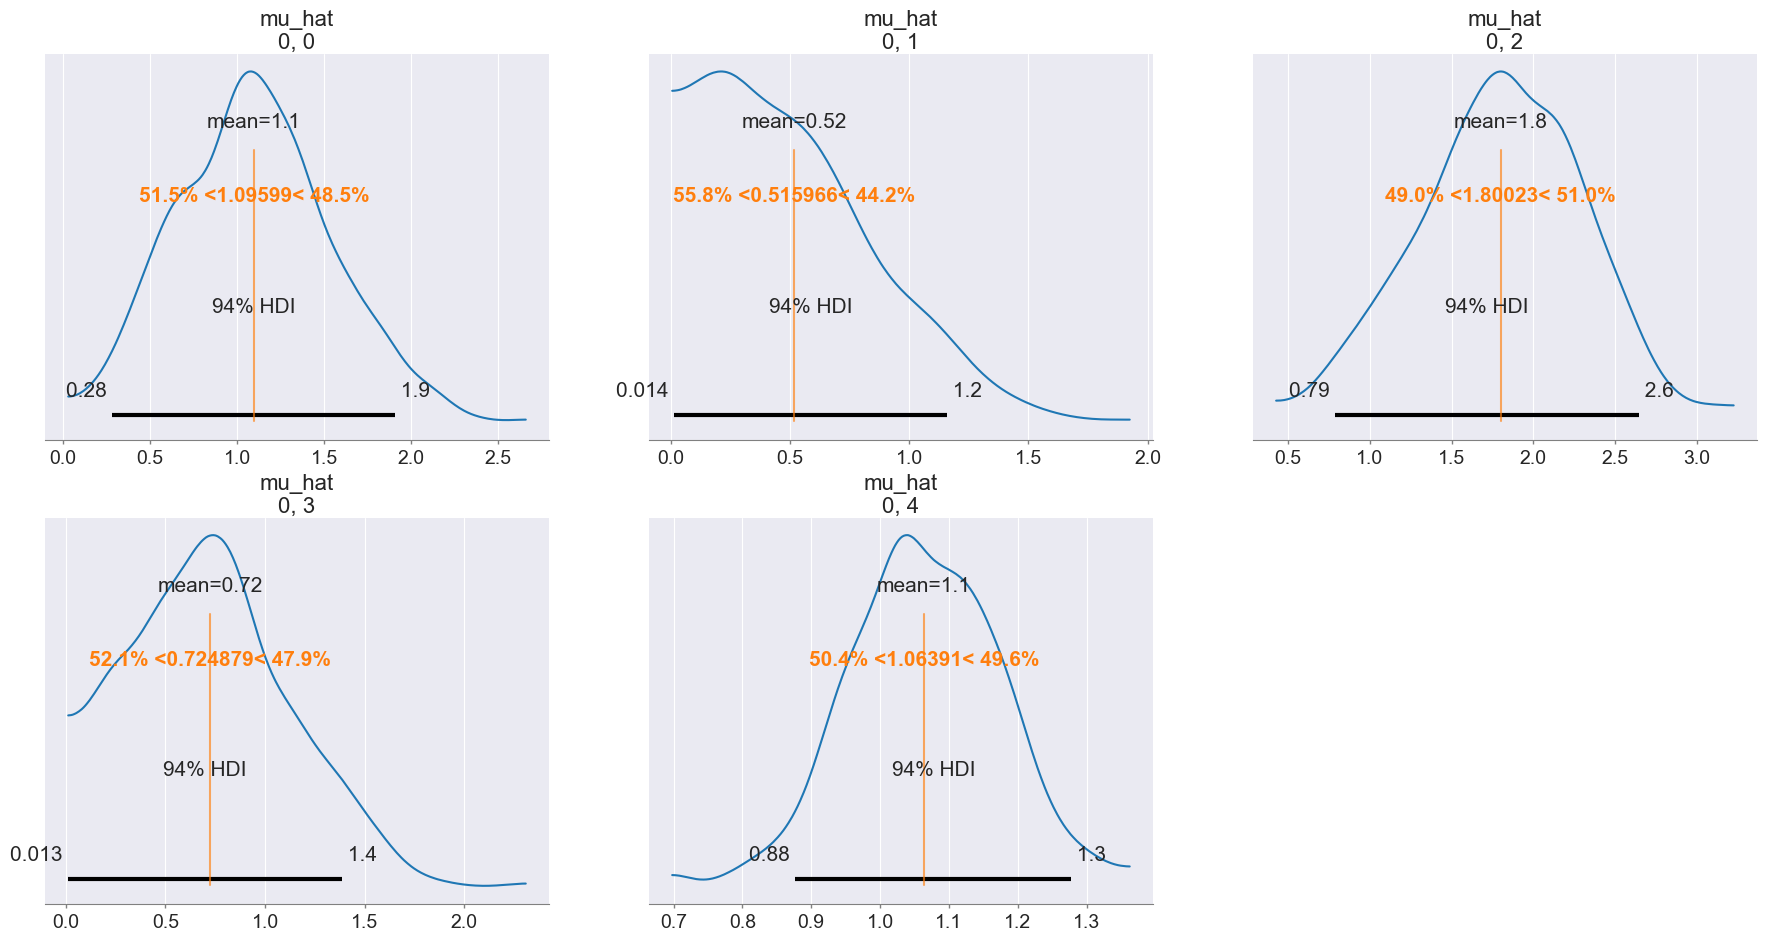 mu_hat
0, 0
mean=1.1
51.5% <1.09599< 48.5%
94% HDI
0.28
1.9
0.0 0.5 1.0 1.5 2.0 2.5
mu_hat
0, 1
mean=0.52
55.8% <0.515966< 44.2%
94% HDI
0.014
1.2
0.0 0.5 1.0 1.5 2.0
mu_hat
0, 2
mean=1.8
49.0% <1.80023< 51.0%
94% HDI
0.79
2.6
0.5 1.0 1.5 2.0 2.5 3.0
mu_hat
0, 3
mean=0.72
52.1% <0.724879< 47.9%
94% HDI
0.013
1.4
0.0 0.5 1.0 1.5 2.0
mu_hat
0, 4
mean=1.1
50.4% <1.06391< 49.6%
94% HDI
0.88
1.3
0.7 0.8 0.9 1.0 1.1 1.2 1.3